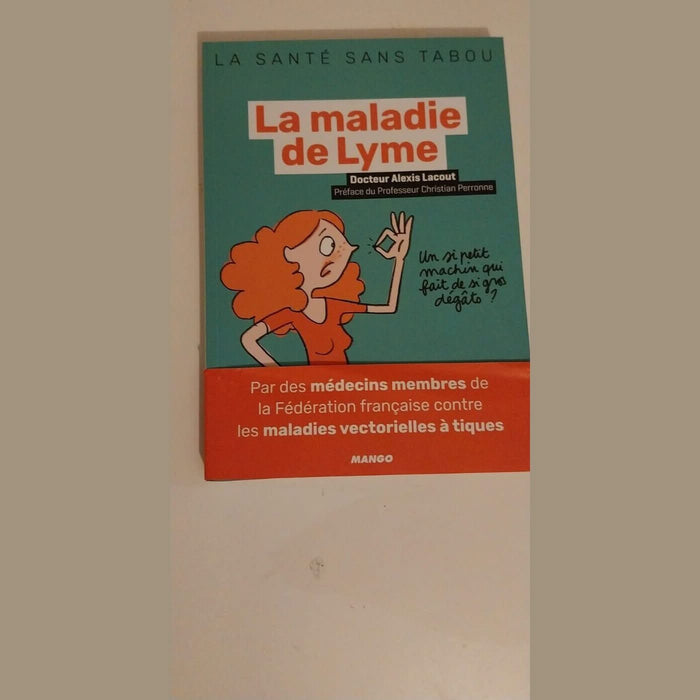 LA SANTÉ SANS TABOU
La maladie
de Lyme
Docteur Alexis Lacout
Préface du Professeur Christian Perronne
Un si petit
machin qui
fait de si gros
dégâts ?
Par des médecins membres de
la Fédération française contre
les maladies vectorielles à tiques
MANGO